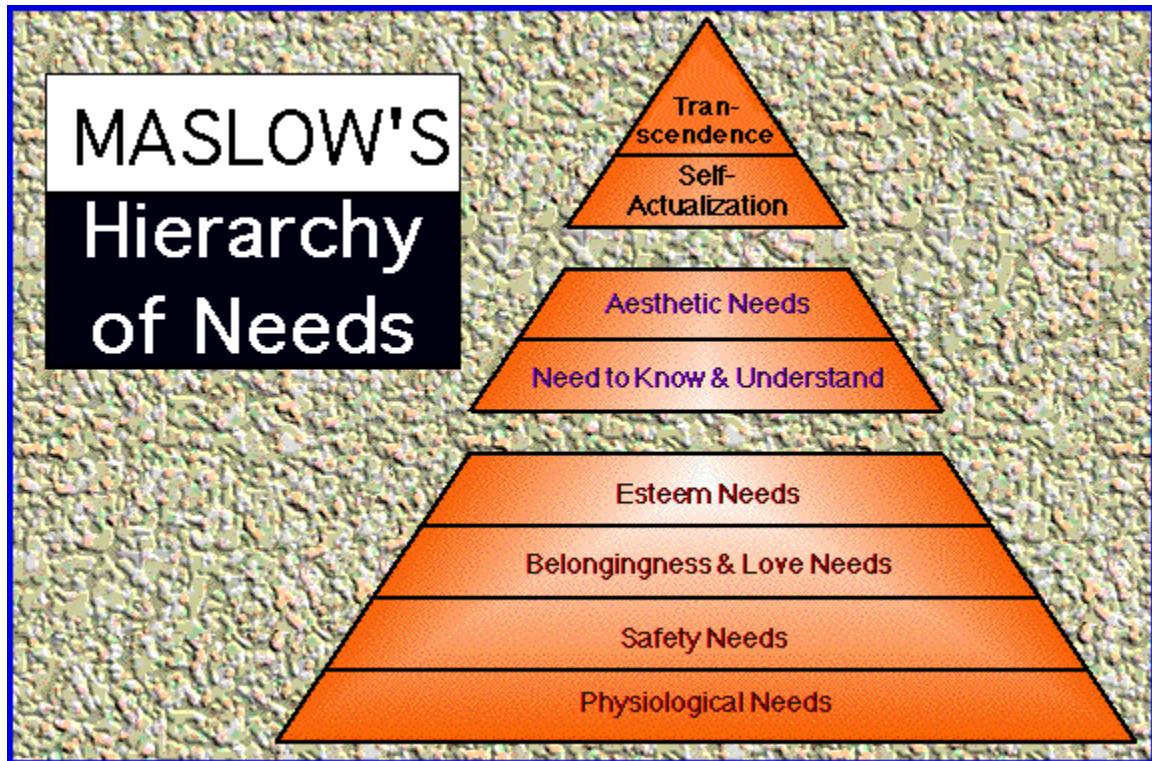 MASLOW'S
Hierarchy
of Needs
Tran-
scendence
Self-
Actualization
Aesthetic Needs
Need to Know & Understand
Esteem Needs
Belongingness & Love Needs
Safety Needs
Physiological Needs